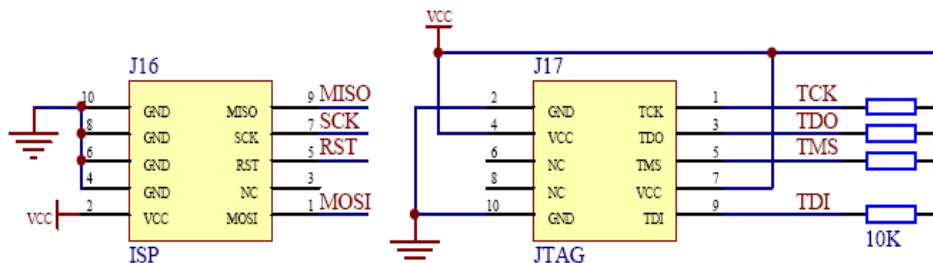 VCC
J16
J17
10 GND MISO 9 MISO
8 GND SCK 7 SCK
6 GND RST 5 RST
4 GND NC 3
VCC 2 VCC MOSI 1 MOSI
ISP
2 GND TCK 1 TCK
4 VCC TDO 3 TDO
6 NC TMS 5 TMS
8 NC VCC 7
10 GND TDI 9 TDI
10K
JTAG